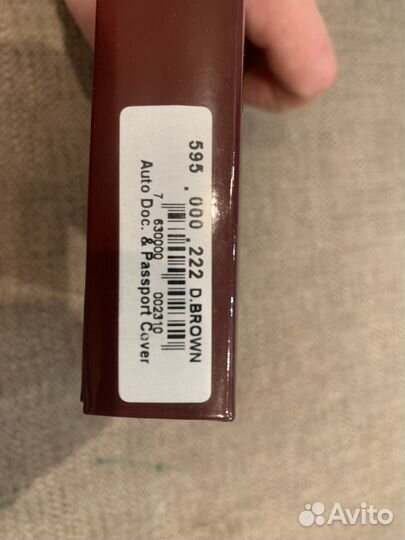 595 . 000 . 222 D.BROWN
7 630000 002310
Auto Doc. & Passport Cover
Avito